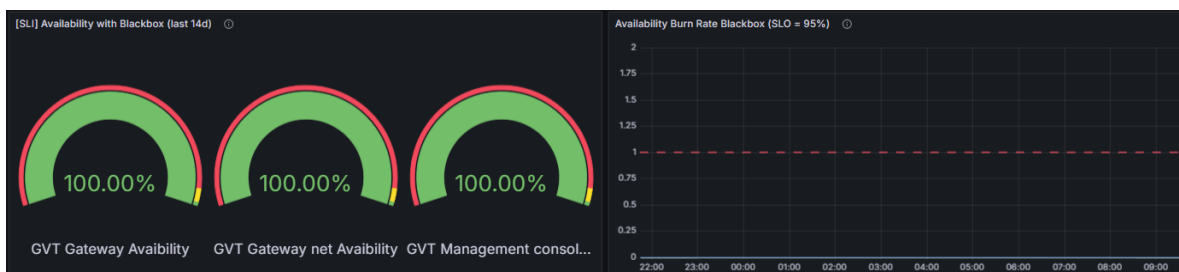 [SLI] Availability with Blackbox (last 14d)
100.00%
100.00%
100.00%
GVT Gateway Avaibility
GVT Gateway net Avaibility
GVT Management consol...
Availability Burn Rate Blackbox (SLO = 95%)
2
1.75
1.5
1.25
1
0.75
0.5
0.25
0
22:00 23:00 00:00 01:00 02:00 03:00 04:00 05:00 06:00 07:00 08:00 09:00